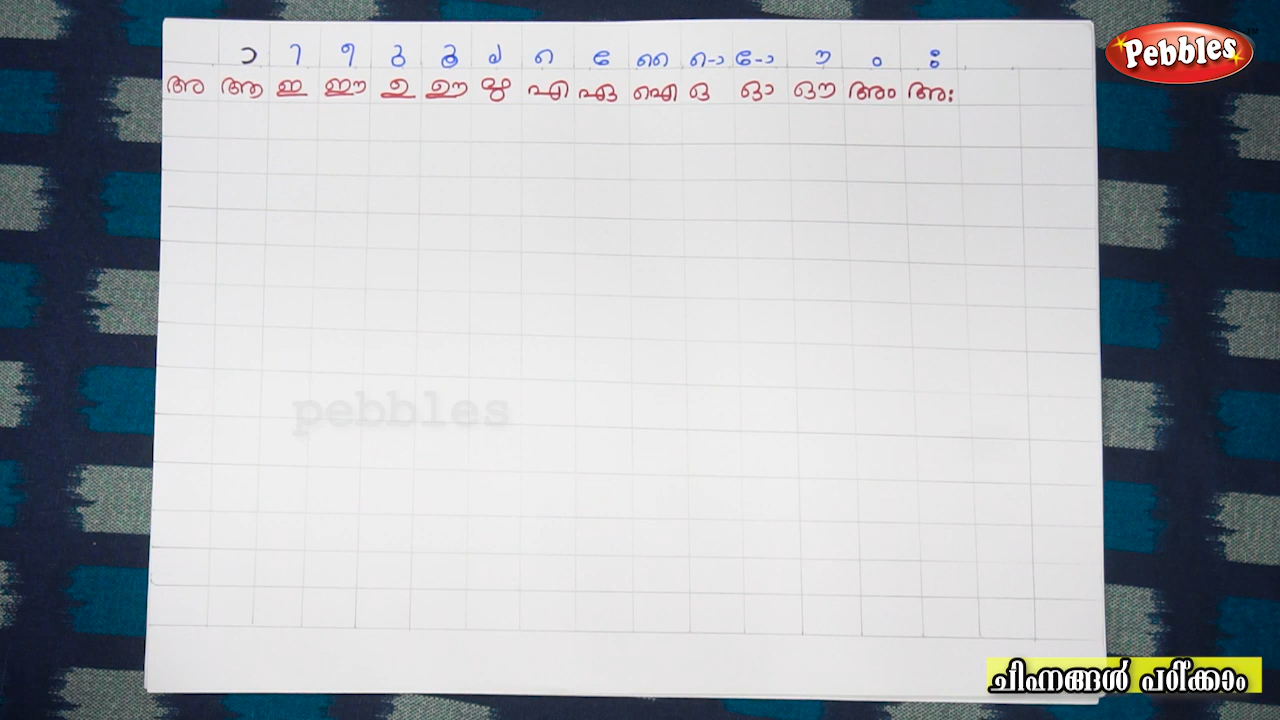 Pebbles
ാ ി ീ ു ൂ ൃ െ േ ൈ ൊ ോ ൗ ം ഃ
അ ആ ഇ ഈ ഉ ഊ ഋ എ ഏ ഐ ഒ ഓ ഔ അം അഃ
pebbles
ചിഹ്നങ്ങൾ പഠിക്കാം